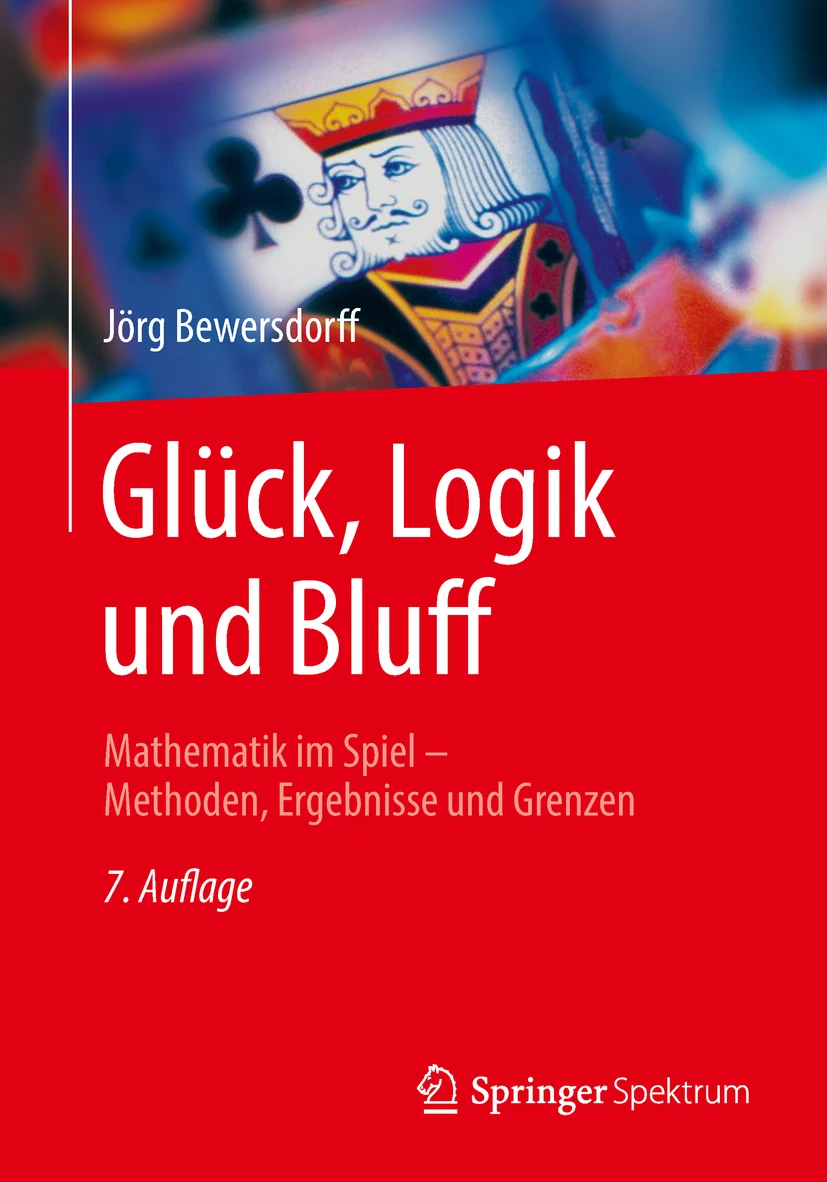 Jörg Bewersdorff
Glück, Logik
und Bluff
Mathematik im Spiel –
Methoden, Ergebnisse und Grenzen
7. Auflage
Springer Spektrum